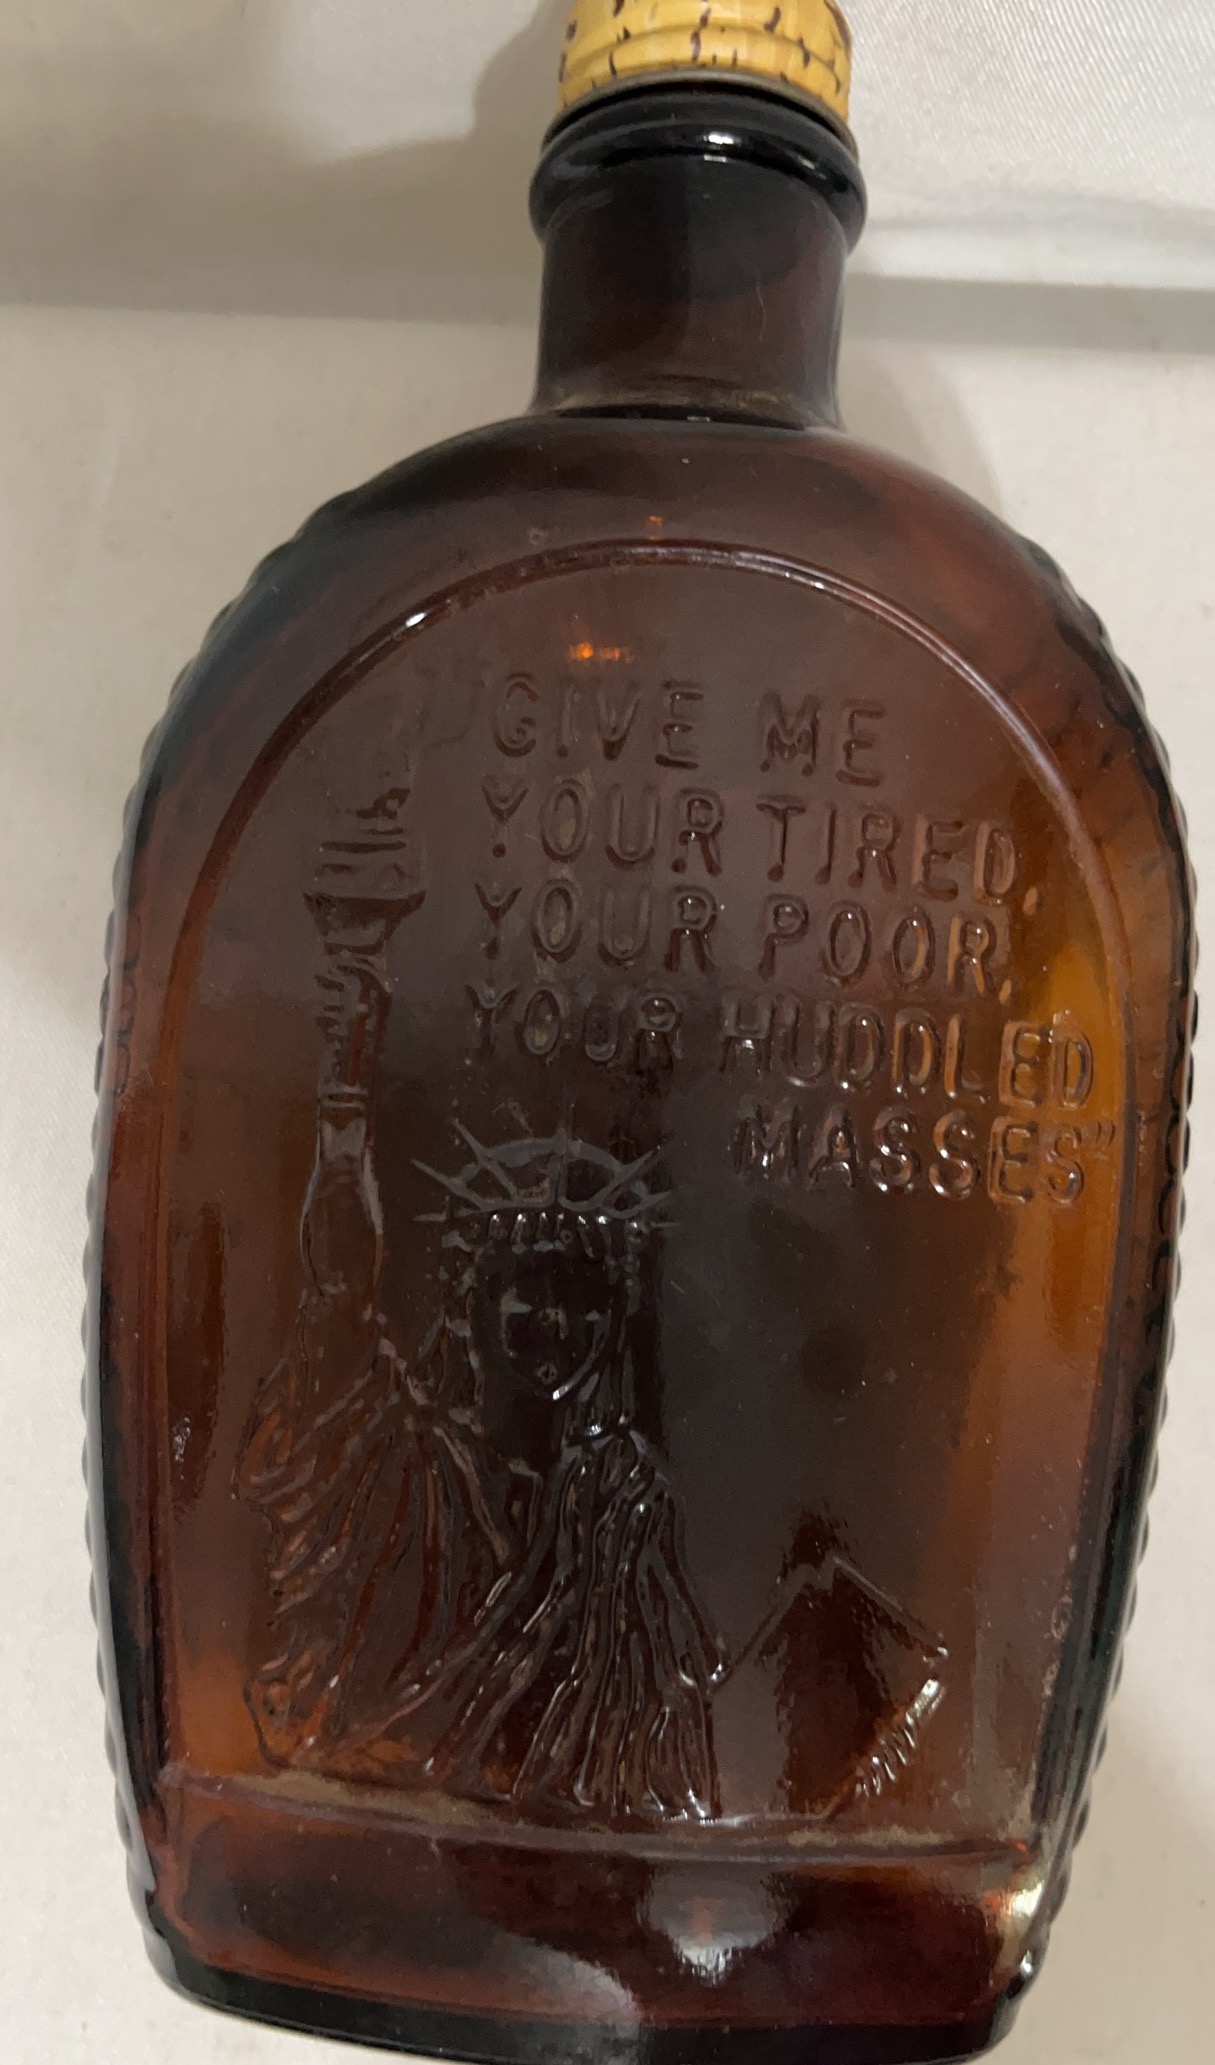 GIVE ME
YOUR TIRED,
YOUR POOR,
YOUR HUDDLED
MASSES"